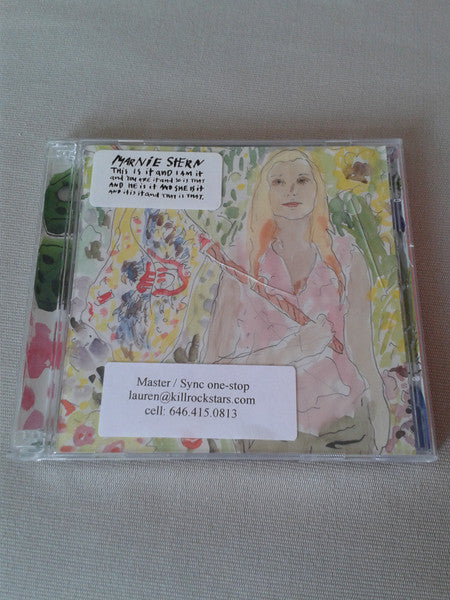 MARNIE STERN
THIS IS it AND I AM it
and YOU ARE it and SO IS THAT
AND HE IS it AND SHE IS it
AND it is it and THAT IS THAT.
Master / Sync one-stop
lauren@killrockstars.com
cell: 646.415.0813